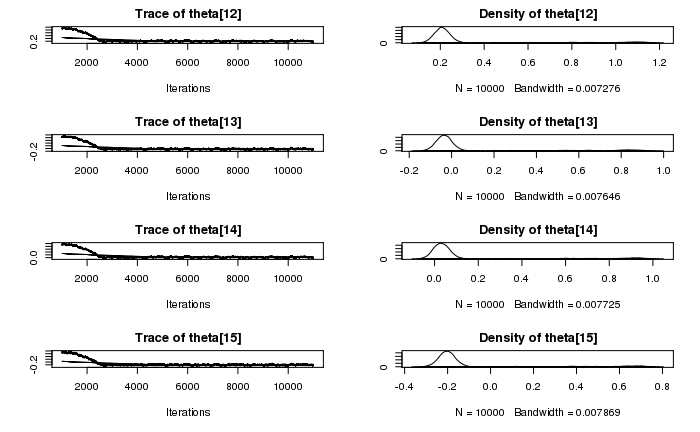 Trace of theta[12]
Density of theta[12]
0.2
2000 4000 6000 8000 10000
0
0.2 0.4 0.6 0.8 1.0 1.2
Iterations
N = 10000 Bandwidth = 0.007276
Trace of theta[13]
Density of theta[13]
-0.2
2000 4000 6000 8000 10000
0
-0.2 0.0 0.2 0.4 0.6 0.8 1.0
Iterations
N = 10000 Bandwidth = 0.007646
Trace of theta[14]
Density of theta[14]
0.0
2000 4000 6000 8000 10000
0
0.0 0.2 0.4 0.6 0.8 1.0
Iterations
N = 10000 Bandwidth = 0.007725
Trace of theta[15]
Density of theta[15]
-0.2
2000 4000 6000 8000 10000
0
-0.4 -0.2 0.0 0.2 0.4 0.6 0.8
Iterations
N = 10000 Bandwidth = 0.007869